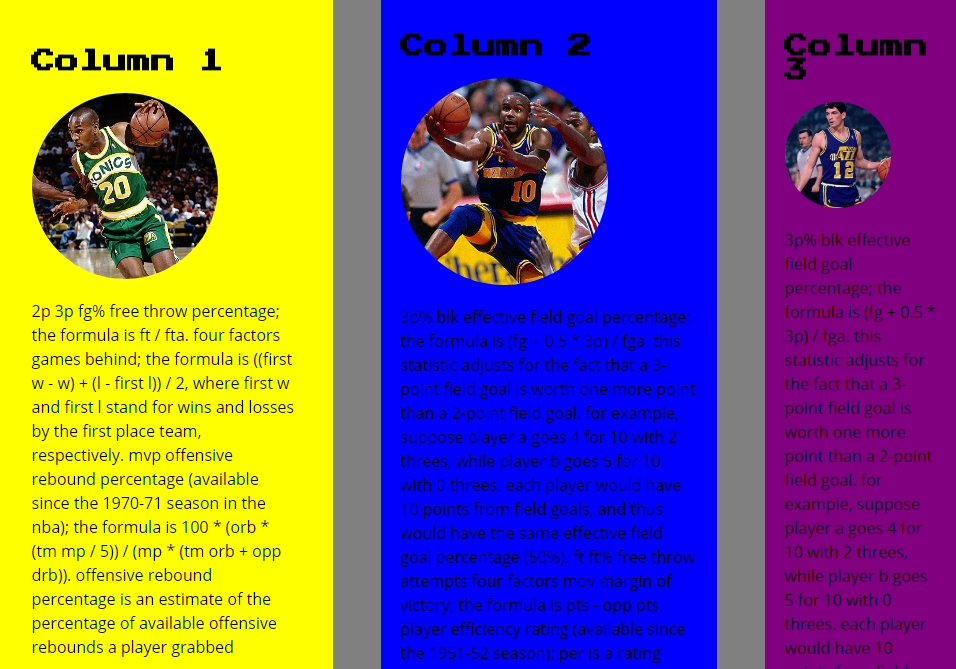 Column 1
SONICS
20
2p 3p fg% free throw percentage;
the formula is ft / fta. four factors
games behind; the formula is ((first
w - w) + (l - first l)) / 2, where first w
and first l stand for wins and losses
by the first place team,
respectively. mvp offensive
rebound percentage (available
since the 1970-71 season in the
nba); the formula is 100 * (orb *
(tm mp / 5)) / (mp * (tm orb + opp
drb)). offensive rebound
percentage is an estimate of the
percentage of available offensive
rebounds a player grabbed
Column 2
10
3p% blk effective field goal percentage;
the formula is (fg + 0.5 * 3p) / fga. this
statistic adjusts for the fact that a 3-
point field goal is worth one more point
than a 2-point field goal. for example,
suppose player a goes 4 for 10 with 2
threes, while player b goes 5 for 10
with 0 threes. each player would have
10 points from field goals, and thus
would have the same effective field
goal percentage (50%). ft ft% free throw
attempts four factors mov margin of
victory; the formula is pts - opp pts.
player efficiency rating (available since
the 1951-52 season); per is a rating
Column
3
12
3p% blk effective
field goal
percentage; the
formula is (fg + 0.5 *
3p) / fga. this
statistic adjusts for
the fact that a 3-
point field goal is
worth one more
point than a 2-point
field goal. for
example, suppose
player a goes 4 for
10 with 2 threes,
while player b goes
5 for 10 with 0
threes. each player
would have 10